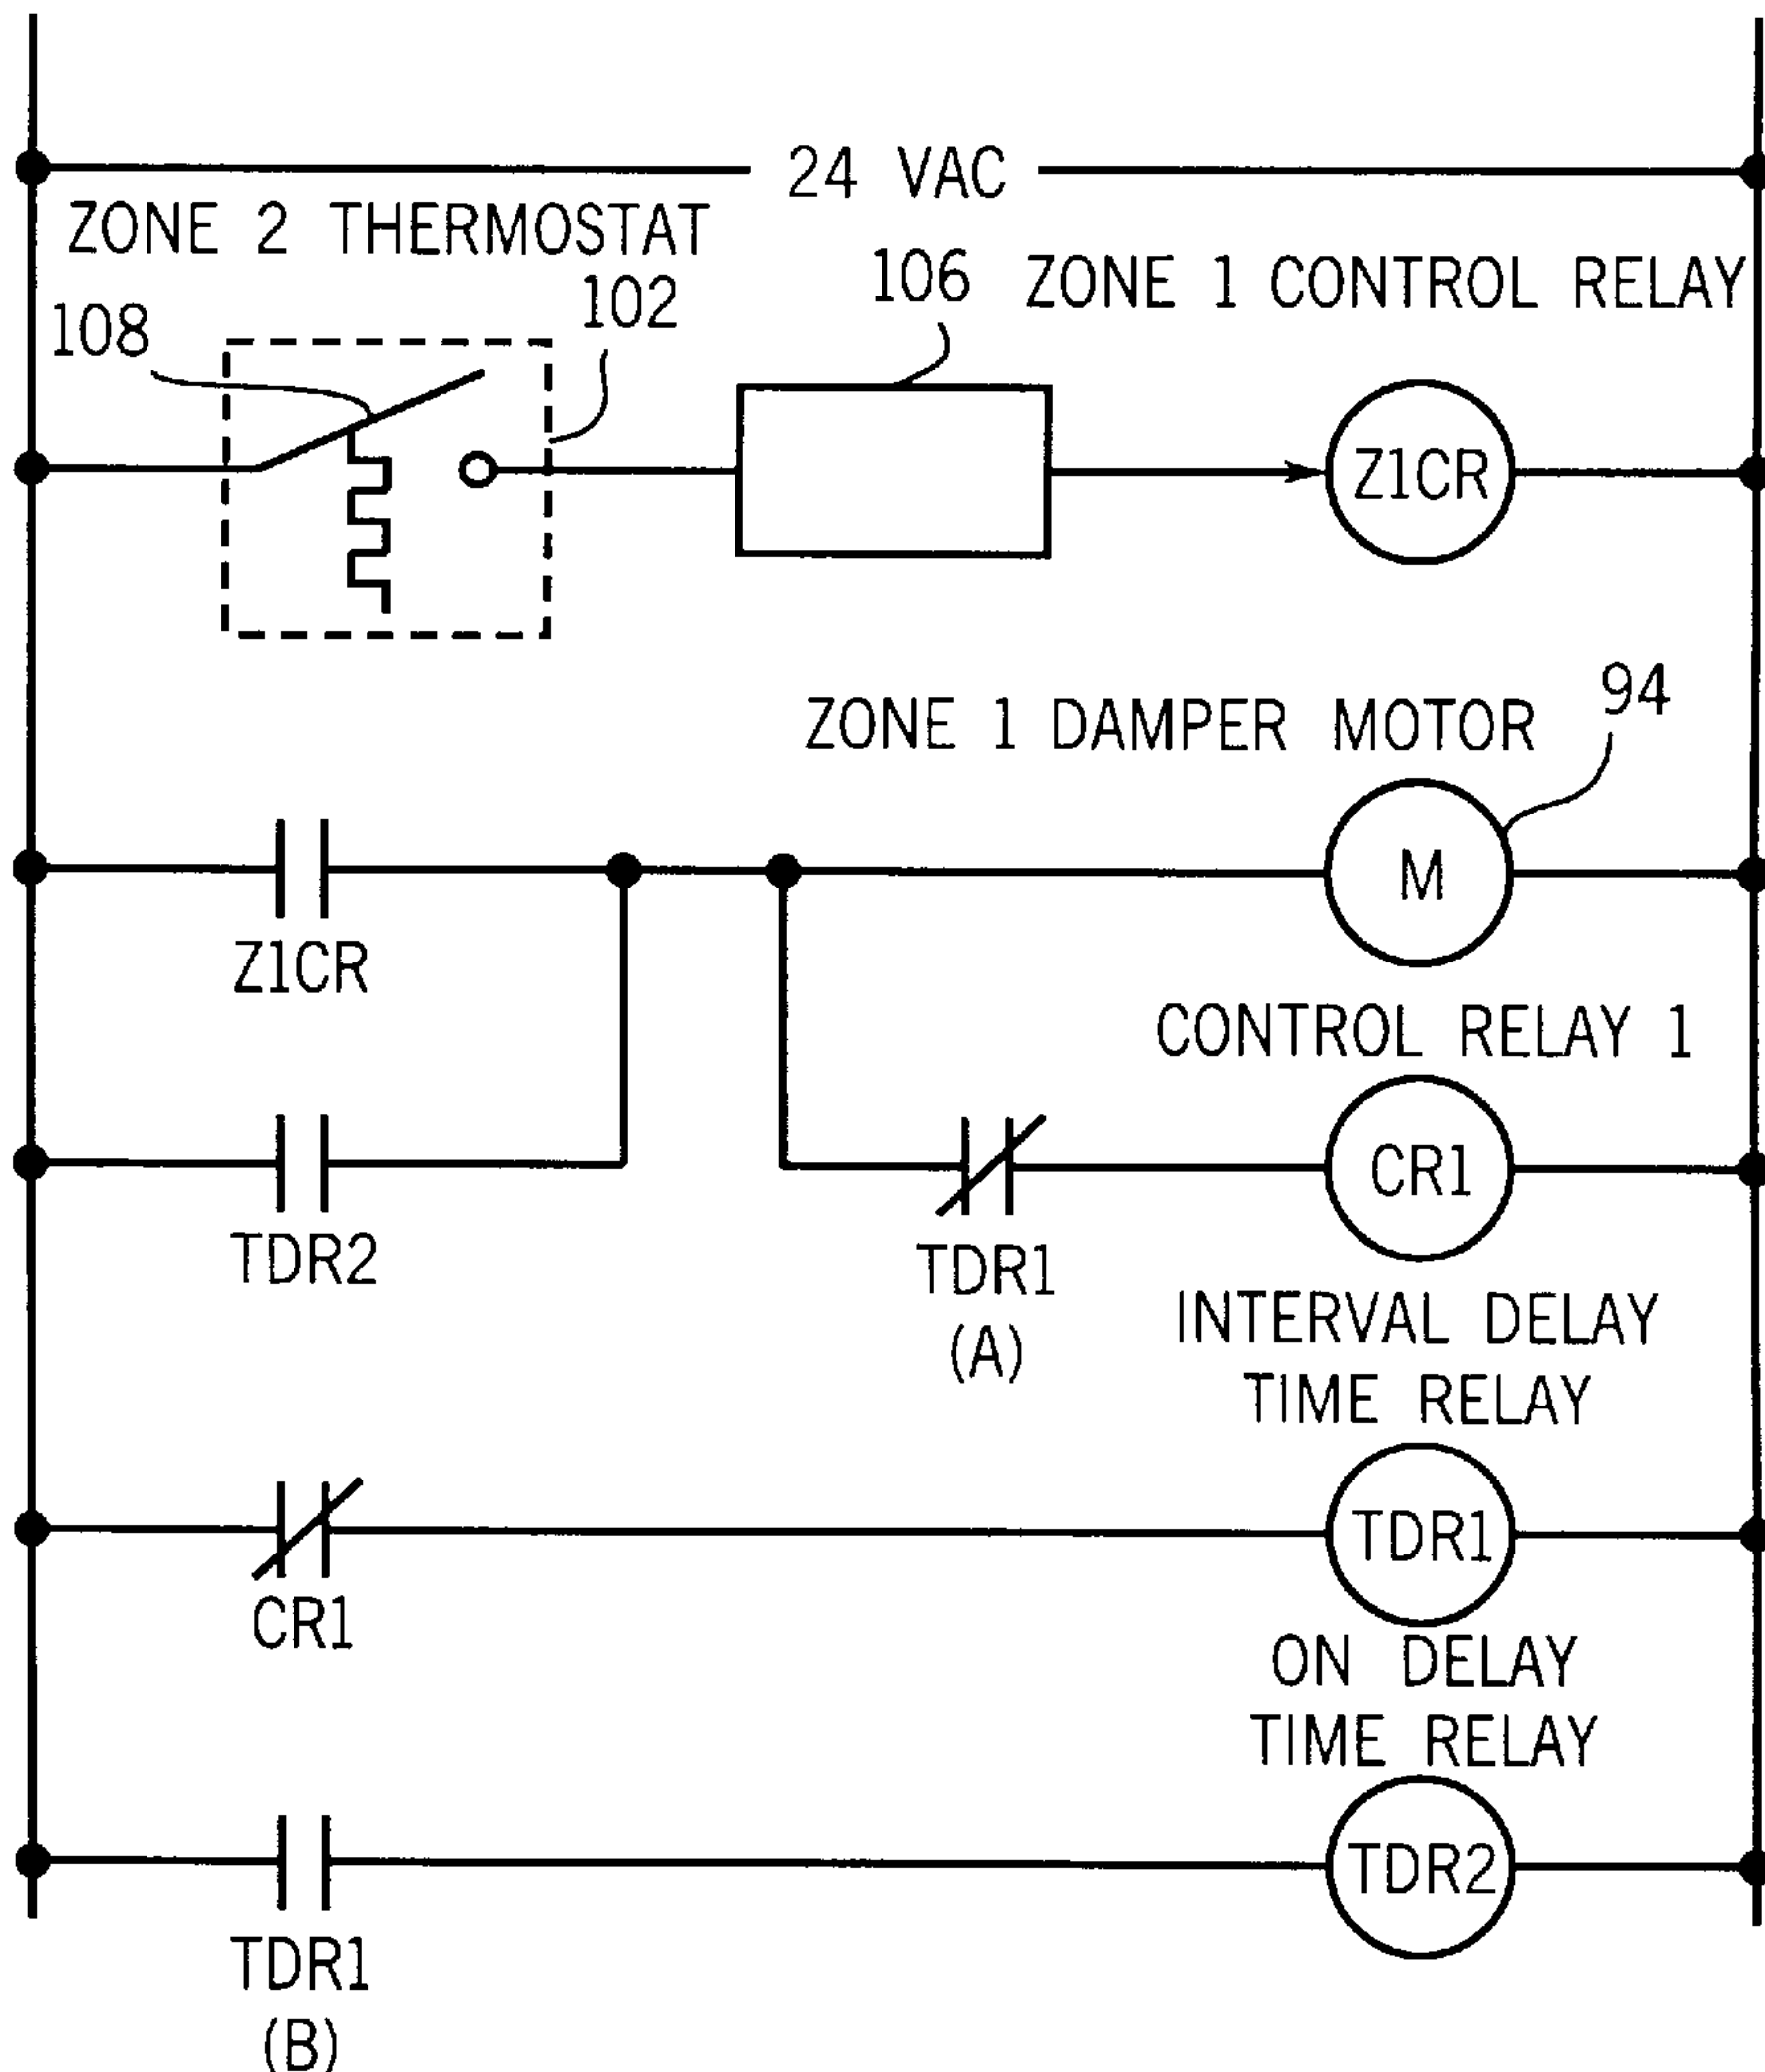 24 VAC
ZONE 2 THERMOSTAT
102
106
ZONE 1 CONTROL RELAY
108
Z1CR
94
ZONE 1 DAMPER MOTOR
M
Z1CR
CONTROL RELAY 1
CR1
TDR2
TDR1
(A)
INTERVAL DELAY
TIME RELAY
TDR1
CR1
ON DELAY
TIME RELAY
TDR2
TDR1
(B)